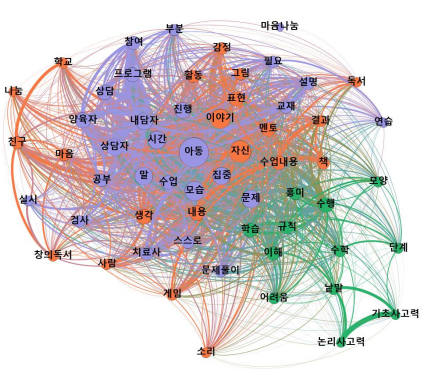 부분
마음나눔
참여
감정
학교
필요
프로그램
활동
그림
설명
독서
나눔
상담
표현
교재
양육자
내담자
진행
이야기
결과
연습
멘토
친구
시간
상담자
아동
자신
마음
수업내용
책
공부
말
수업
집중
모양
모습
흥미
실시
문제
수행
검사
생각
내용
학습
규칙
스스로
치료사
이해
수학
단계
창의독서
사람
문제풀이
낱말
게임
어려움
기초사고력
논리사고력
소리